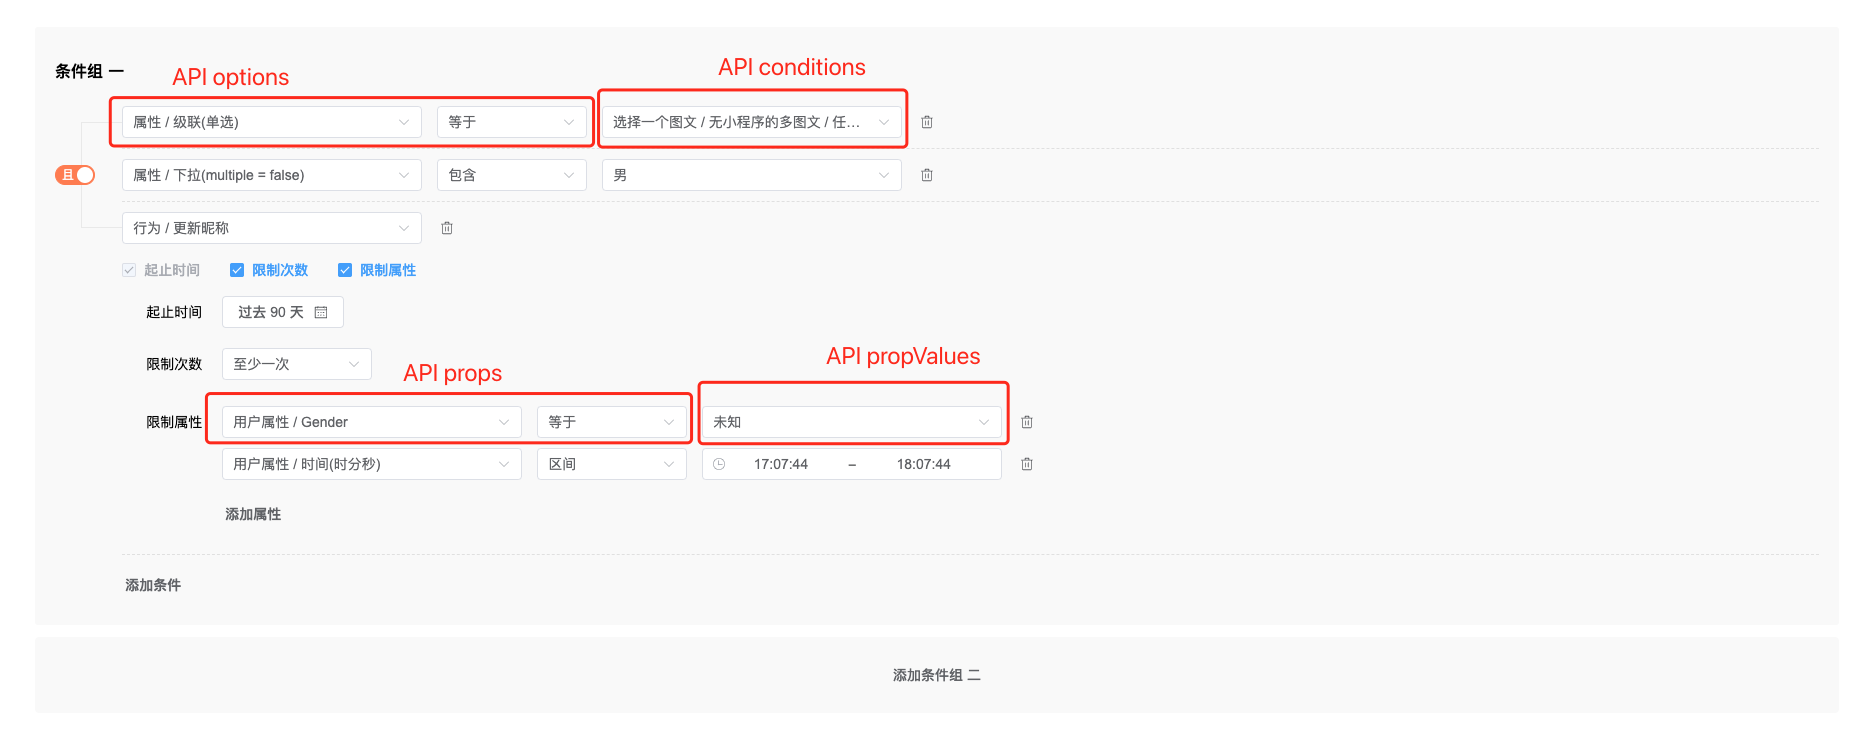 条件组 一
API options
API conditions
属性 / 级联(单选) 等于 选择一个图文 / 无小程序的多图文 / 任...
且
属性 / 下拉(multiple = false) 包含 男
行为 / 更新昵称
起止时间 限制次数 限制属性
起止时间 过去 90 天
限制次数 至少一次
API props
API propValues
限制属性 用户属性 / Gender 等于 未知
用户属性 / 时间(时分秒) 区间 17:07:44 – 18:07:44
添加属性
添加条件
添加条件组 二